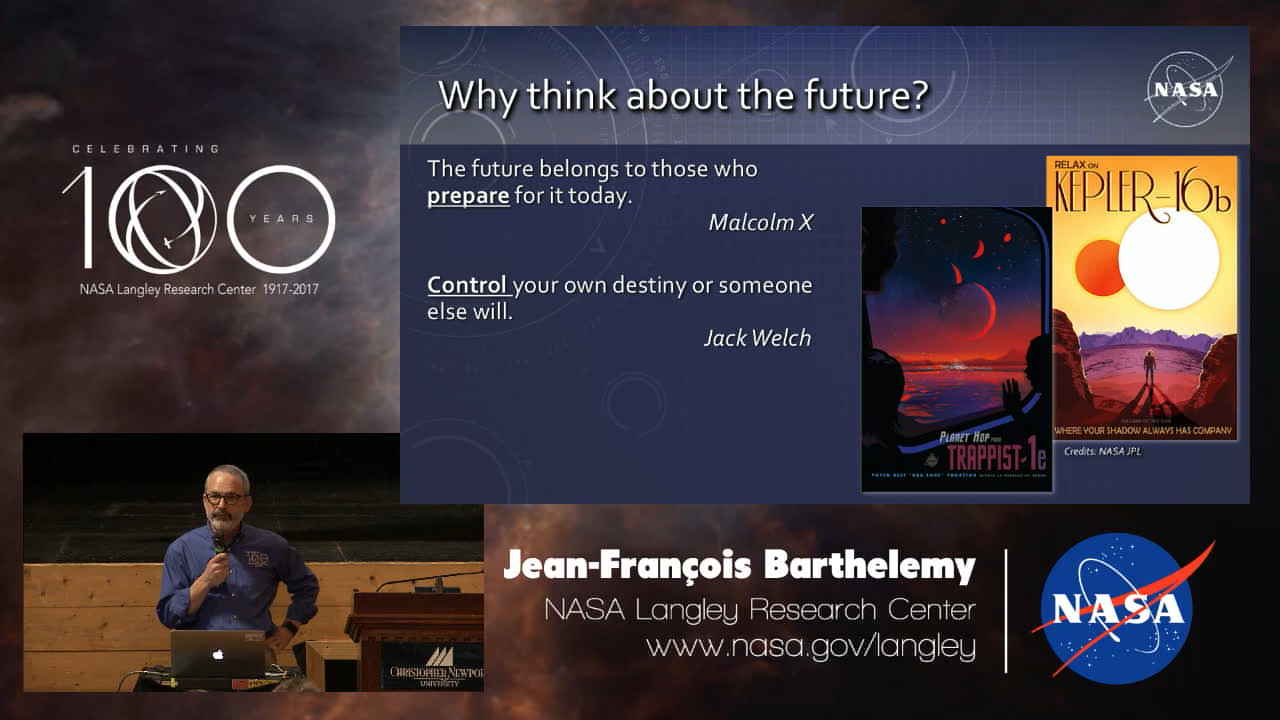 CELEBRATING
100
YEARS
NASA Langley Research Center 1917-2017
Why think about the future?
NASA
The future belongs to those who
prepare for it today.
Malcolm X
Control your own destiny or someone
else will.
Jack Welch
RELAX ON
KEPLER-16b
WHERE YOUR SHADOW ALWAYS HAS COMPANY
PLANET HOP FROM
TRAPPIST-1e
Credits: NASA JPL
CHRISTOPHER NEWPOR
UNIVERSITY
Jean-François Barthelemy
NASA Langley Research Center
www.nasa.gov/langley
NASA